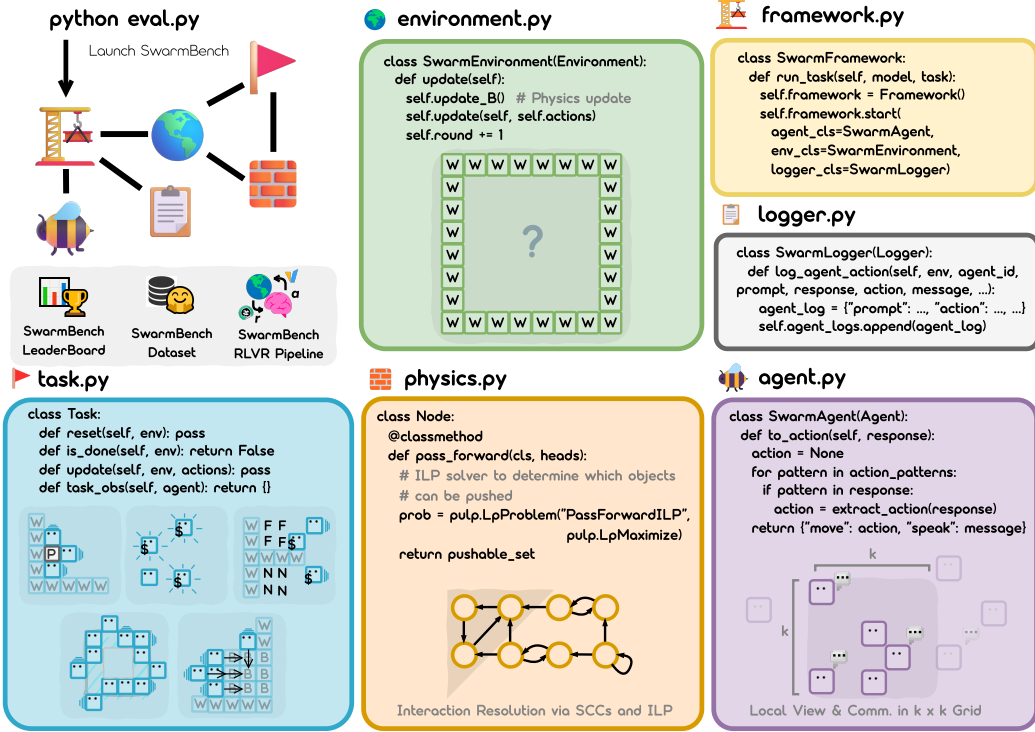 python eval.py
Launch SwarmBench
SwarmBench
LeaderBoard
SwarmBench
Dataset
a
r
SwarmBench
RLVR Pipeline
environment.py
class SwarmEnvironment(Environment):
def update(self):
self.update_B() # Physics update
self.update(self, self.actions)
self.round += 1
W W W W W W W W
W W
W W
W W
W W
W W
W W
W W W W W W W W
?
framework.py
class SwarmFramework:
def run_task(self, model, task):
self.framework = Framework()
self.framework.start(
agent_cls=SwarmAgent,
env_cls=SwarmEnvironment,
logger_cls=SwarmLogger)
logger.py
class SwarmLogger(Logger):
def log_agent_action(self, env, agent_id,
prompt, response, action, message, ...):
agent_log = {"prompt": ..., "action": ..., ...}
self.agent_logs.append(agent_log)
task.py
class Task:
def reset(self, env): pass
def is_done(self, env): return False
def update(self, env, actions): pass
def task_obs(self, agent): return {}
W
W
W P
W
W W W W W
$
$
$
W F F
W F F $
W W W W
W N N $
W N N
W
W
B W
B B W
B B W
W W W W W W
physics.py
class Node:
@classmethod
def pass_forward(cls, heads):
# ILP solver to determine which objects
# can be pushed
prob = pulp.LpProblem("PassForwardILP",
pulp.LpMaximize)
return pushable_set
Interaction Resolution via SCCs and ILP
agent.py
class SwarmAgent(Agent):
def to_action(self, response):
action = None
for pattern in action_patterns:
if pattern in response:
action = extract_action(response)
return {"move": action, "speak": message}
k
k
Local View & Comm. in k x k Grid